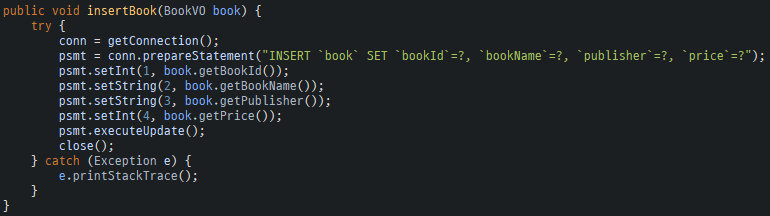 public void insertBook(BookVO book) {
    try {
        conn = getConnection();
        psmt = conn.prepareStatement("INSERT `book` SET `bookId`=?, `bookName`=?, `publisher`=?, `price`=?");
        psmt.setInt(1, book.getBookId());
        psmt.setString(2, book.getBookName());
        psmt.setString(3, book.getPublisher());
        psmt.setInt(4, book.getPrice());
        psmt.executeUpdate();
        close();
    } catch (Exception e) {
        e.printStackTrace();
    }
}